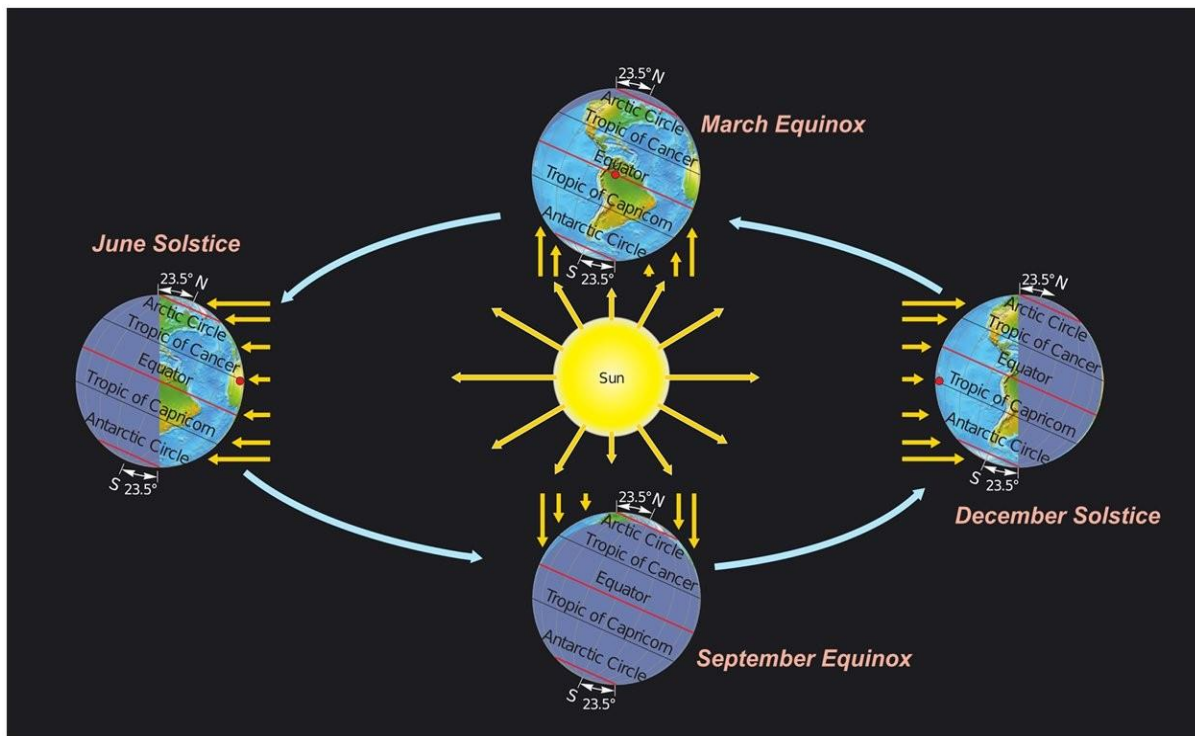 23.5° N
Arctic Circle
Tropic of Cancer
Equator
Tropic of Capricorn
Antarctic Circle
S 23.5°
March Equinox
June Solstice
23.5° N
Arctic Circle
Tropic of Cancer
Equator
Tropic of Capricorn
Antarctic Circle
S 23.5°
Sun
23.5° N
Arctic Circle
Tropic of Cancer
Equator
Tropic of Capricorn
Antarctic Circle
S 23.5°
December Solstice
23.5° N
Arctic Circle
Tropic of Cancer
Equator
Tropic of Capricorn
Antarctic Circle
S 23.5°
September Equinox